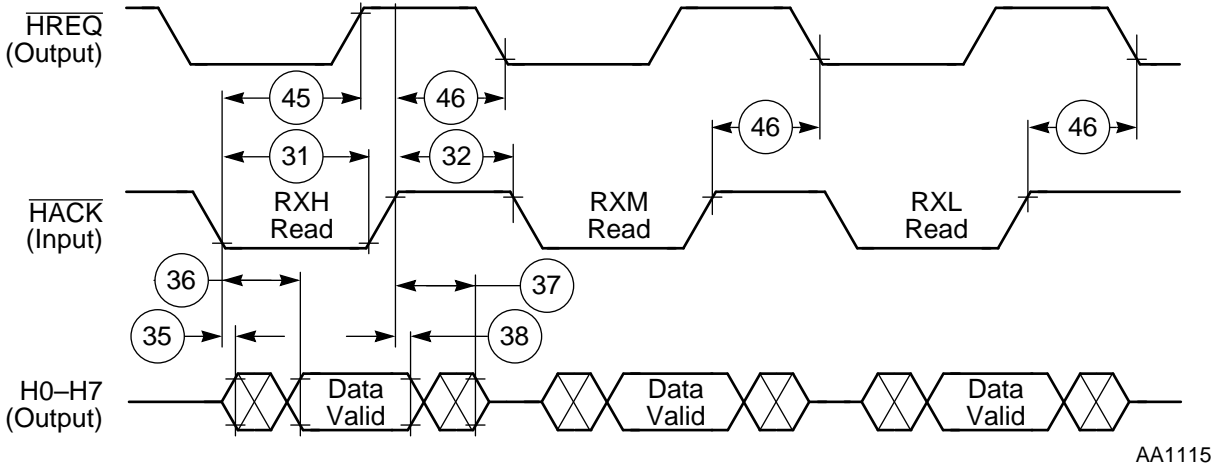 HREQ
(Output)
45
46
46
46
31
32
HACK
(Input)
RXH
Read
RXM
Read
RXL
Read
36
37
35
38
H0–H7
(Output)
Data
Valid
Data
Valid
Data
Valid
AA1115